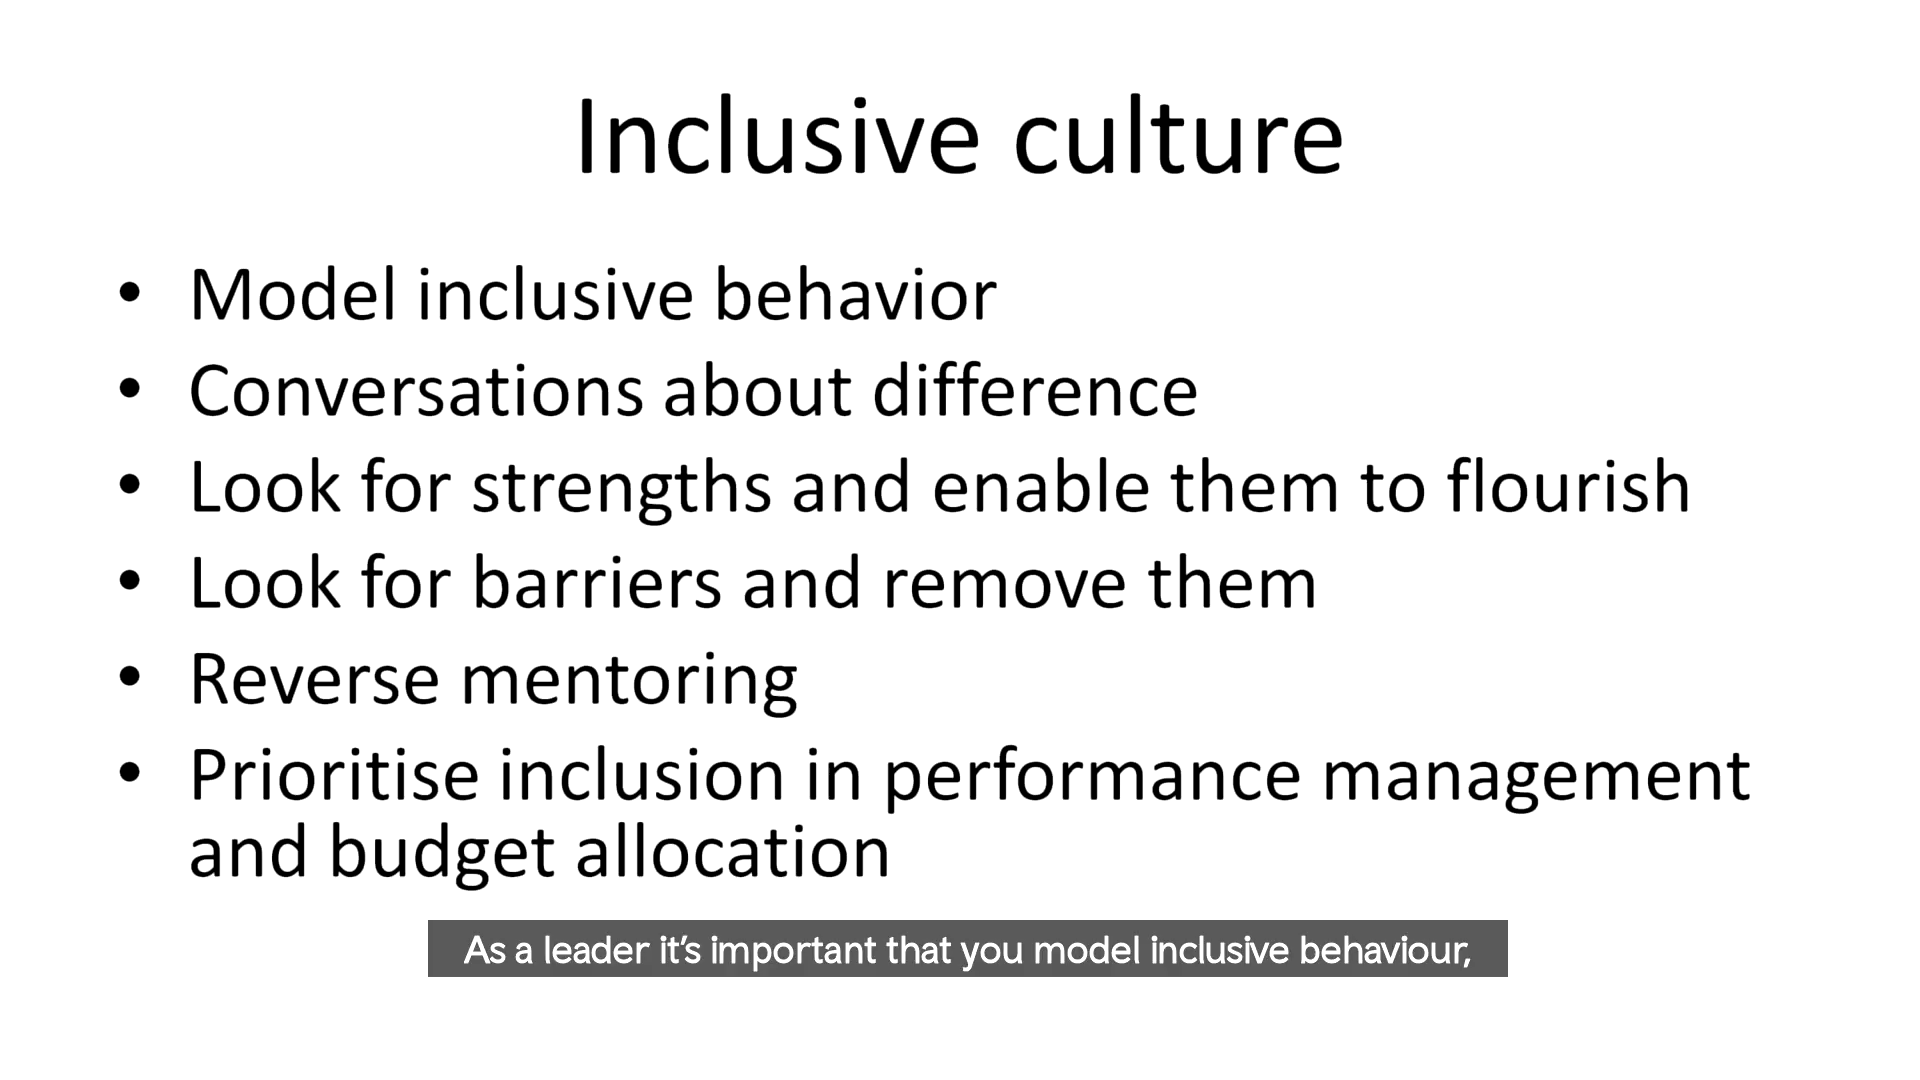 Inclusive culture
• Model inclusive behavior
• Conversations about difference
• Look for strengths and enable them to flourish
• Look for barriers and remove them
• Reverse mentoring
• Prioritise inclusion in performance management
and budget allocation
As a leader it’s important that you model inclusive behaviour,